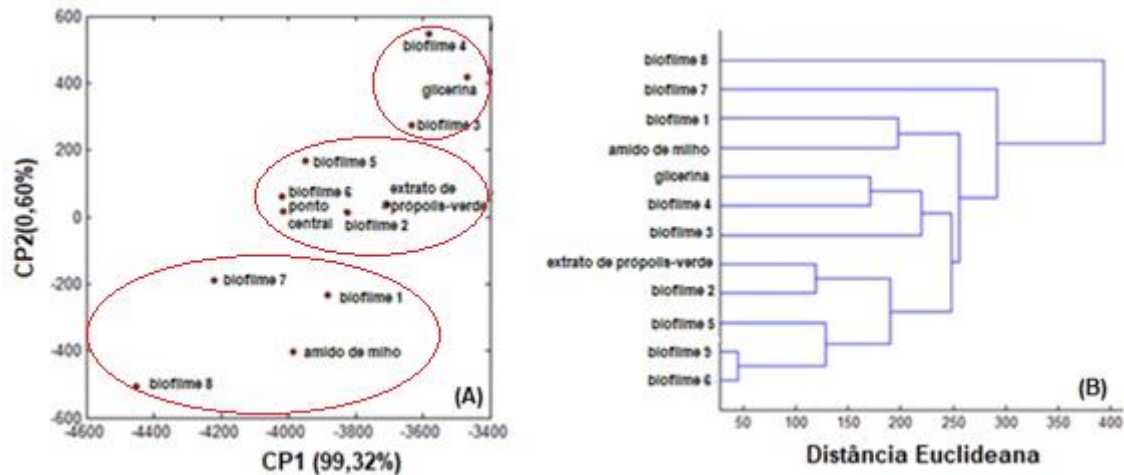 600
400
200
0
-200
-400
-600
CP2(0,60%)
biofilme 4
glicerina
biofilme 3
biofilme 5
biofilme 6
ponto
central
extrato de
própolis-verde
biofilme 2
biofilme 7
biofilme 1
amido de milho
biofilme 8
(A)
-4600 -4400 -4200 -4000 -3800 -3600 -3400
CP1 (99,32%)
biofilme 8
biofilme 7
biofilme 1
amido de milho
glicerina
biofilme 4
biofilme 3
extrato de própolis-verde
biofilme 2
biofilme 5
biofilme 9
biofilme 6
(B)
50 100 150 200 250 300 350 400
Distância Euclideana